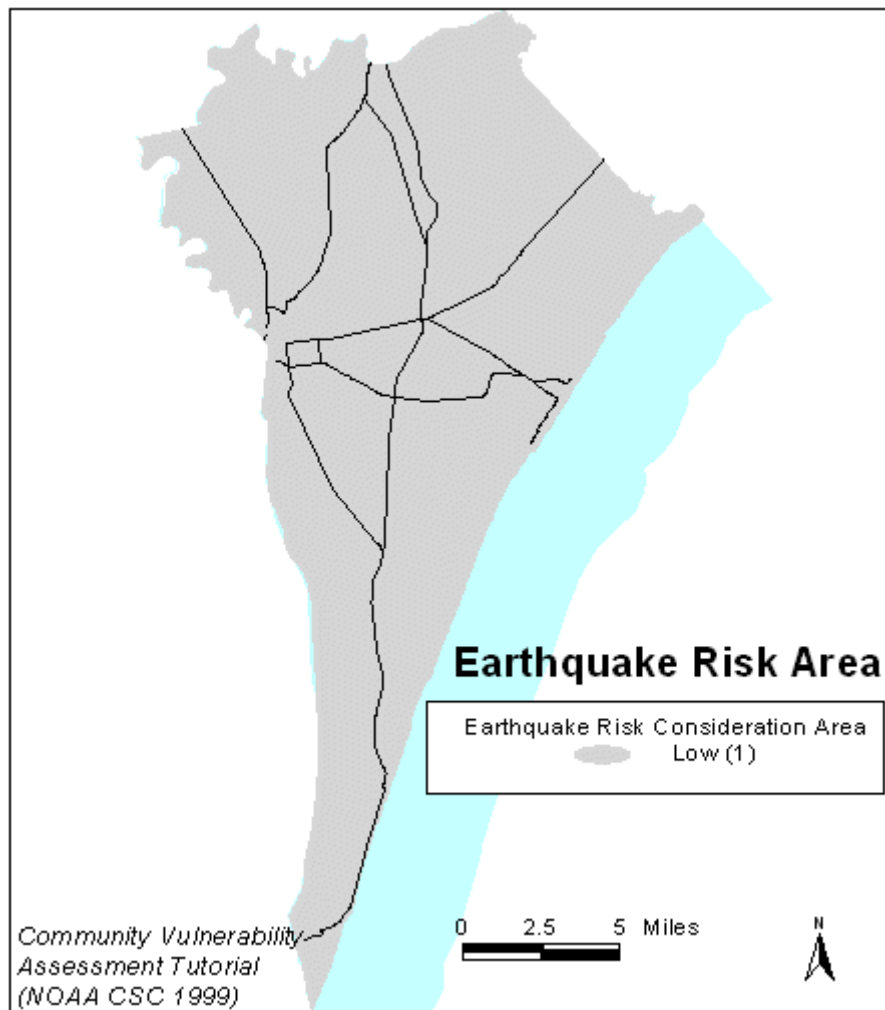 Earthquake Risk Area
Earthquake Risk Consideration Area
Low (1)
0 2.5 5 Miles
N
Community Vulnerability
Assessment Tutorial
(NOAA CSC 1999)